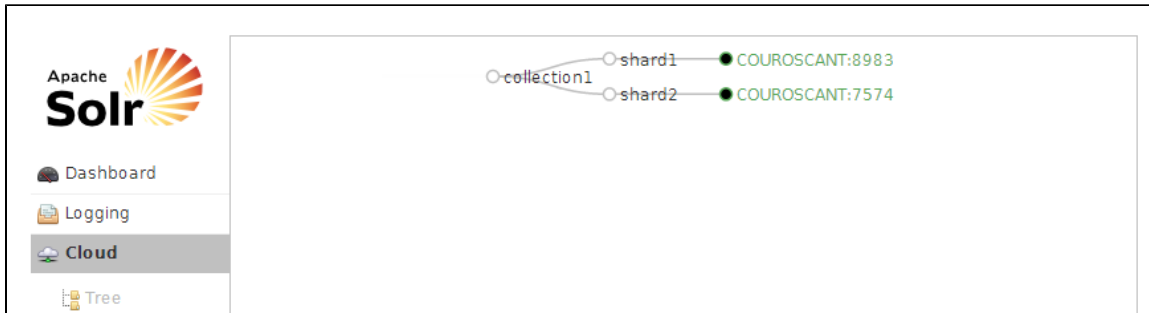 Apache
Solr
Dashboard
Logging
Cloud
Tree
collection1
shard1
COUROSCANT:8983
shard2
COUROSCANT:7574